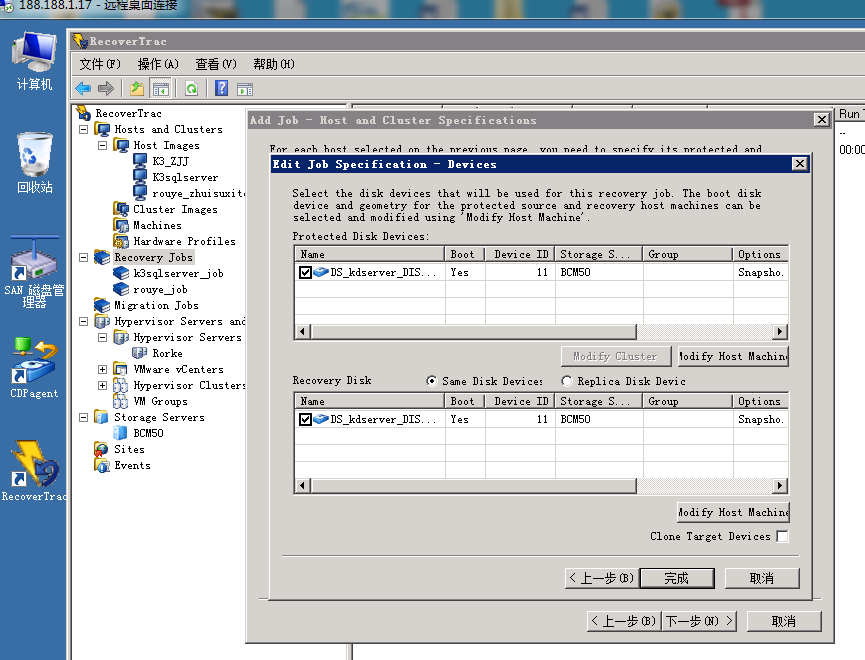 188.188.1.17 - 远程桌面连接
计算机
回收站
SAN 磁盘管
理器
CDPagent
RecoverTrac
RecoverTrac
文件(F) 操作(A) 查看(V) 帮助(H)
RecoverTrac
Hosts and Clusters
Host Images
K3_ZJJ
K3sqlserver
rouye_zhuisuxite
Cluster Images
Machines
Hardware Profiles
Recovery Jobs
k3sqlserver_job
rouye_job
Migration Jobs
Hypervisor Servers and
Hypervisor Servers
Rorke
VMware vCenters
Hypervisor Clusters
VM Groups
Storage Servers
BCM50
Sites
Events
Run
--
00:00
Add Job - Host and Cluster Specifications
For each host selected on the previous page, you need to specify its protected and
Edit Job Specification - Devices
Select the disk devices that will be used for this recovery job. The boot disk
device and geometry for the protected source and recovery host machines can be
selected and modified using 'Modify Host Machine'.
Protected Disk Devices:
Name Boot Device ID Storage S... Group Options
DS_kdserver_DIS... Yes 11 BCM50 Snapsho.
Modify Cluster Modify Host Machine
Recovery Disk Same Disk Devices Replica Disk Devic
Name Boot Device ID Storage S... Group Options
DS_kdserver_DIS... Yes 11 BCM50 Snapsho.
Modify Host Machine
Clone Target Devices
< 上一步(B) 完成 取消
< 上一步(B) 下一步(N) > 取消